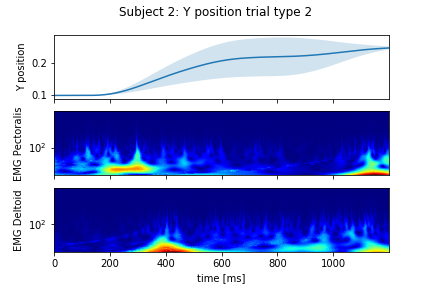 Subject 2: Y position trial type 2
Y position
0.2
0.1
EMG Pectoralis
10²
EMG Deltoid
10²
0 200 400 600 800 1000
time [ms]